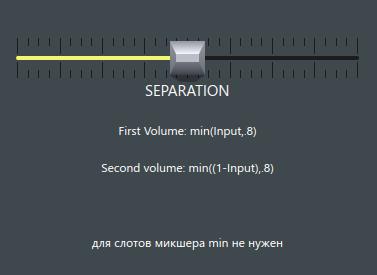 SEPARATION
First Volume: min(Input,.8)
Second volume: min((1-Input),.8)
для слотов микшера min не нужен